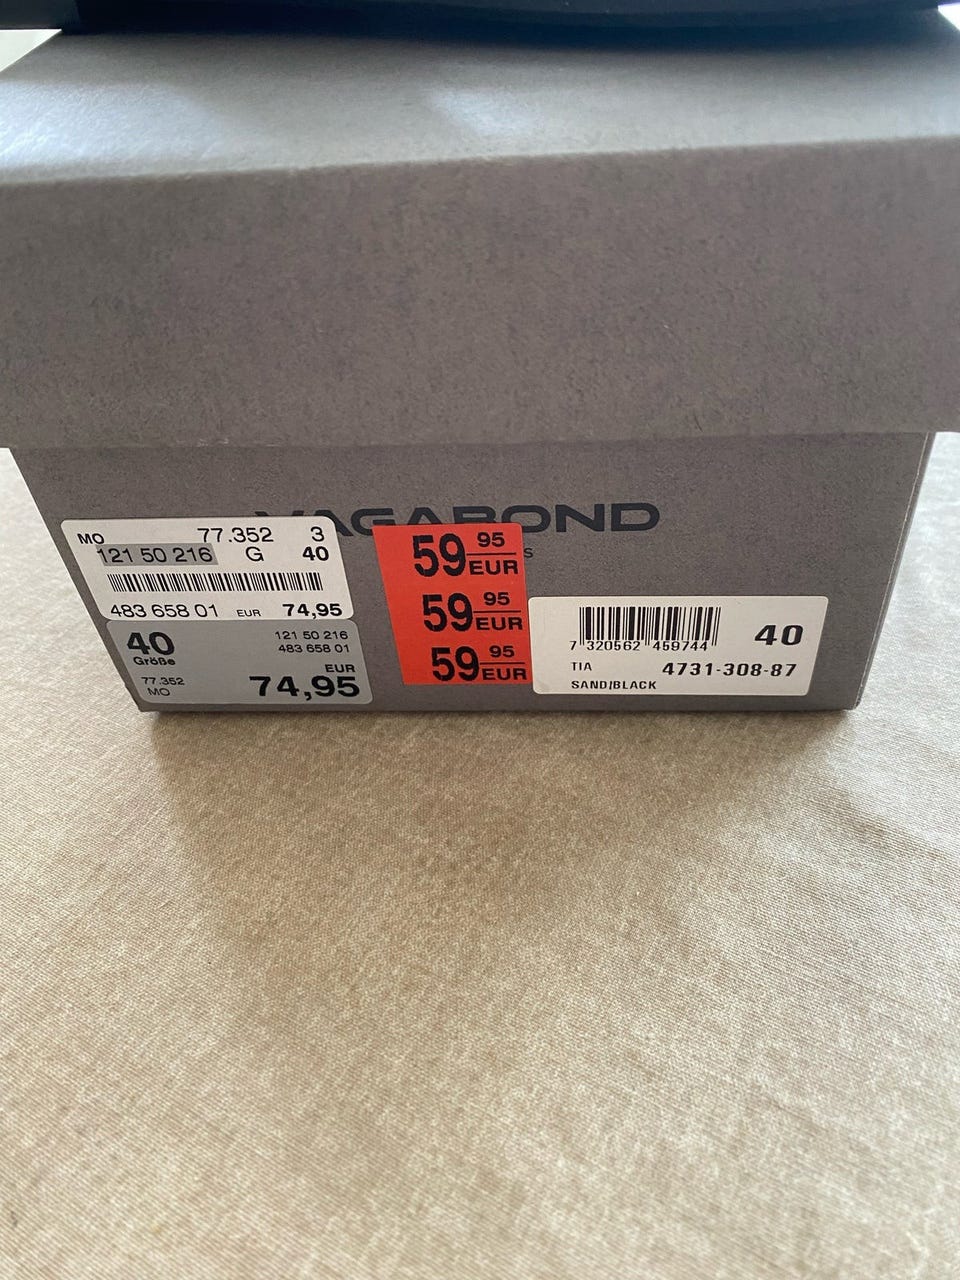 VAGABOND
S
MO 77.352 3
121 50 216 G 40
483 658 01 EUR 74,95
40 121 50 216
Größe 483 658 01
EUR
77.352
MO 74,95
59 95 EUR
59 95 EUR
59 95 EUR
7 320562 459744 40
TIA 4731-308-87
SAND/BLACK